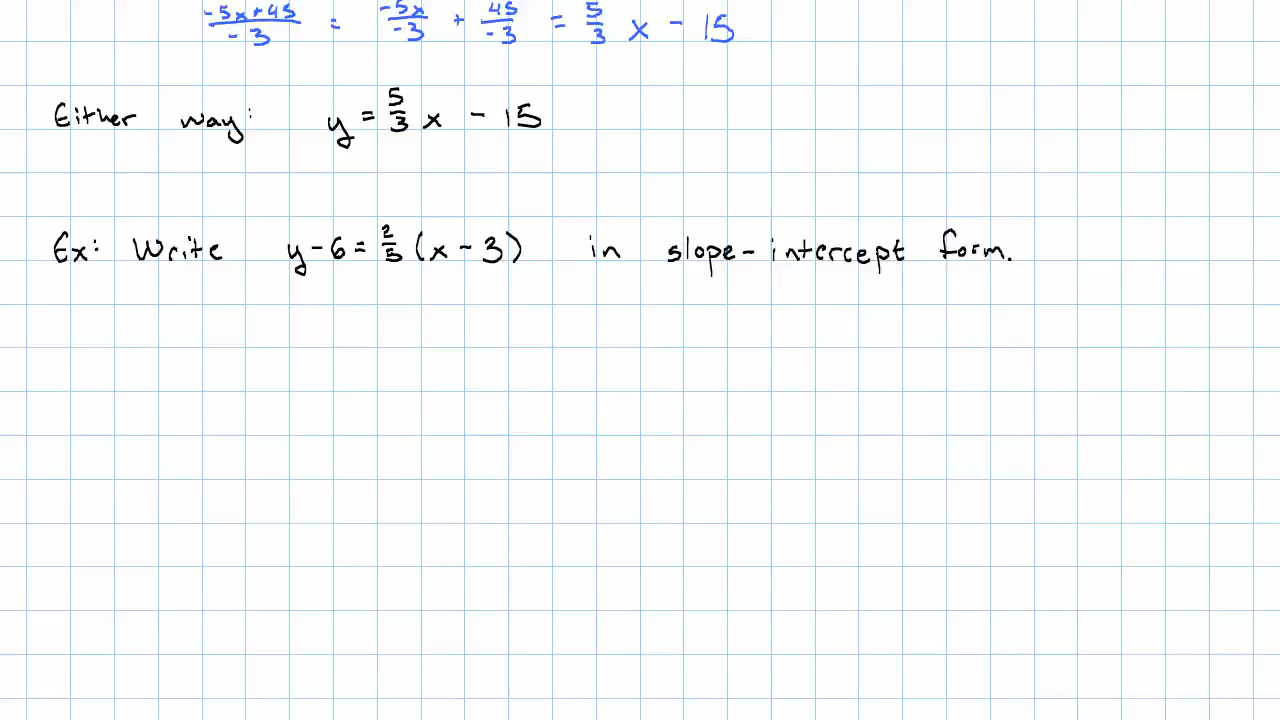 (-5x+45)/(-3) = (-5x)/(-3) + 45/(-3) = 5/3 x - 15
Either way: y = 5/3 x - 15
Ex: Write y-6 = 2/5 (x - 3) in slope-intercept form.